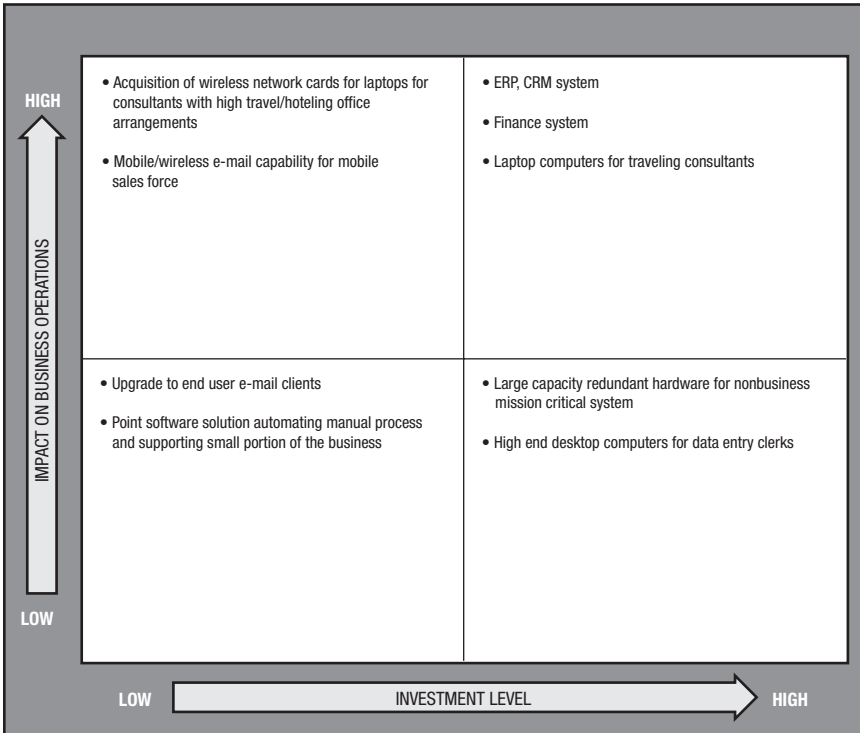 HIGH
IMPACT ON BUSINESS OPERATIONS
LOW
• Acquisition of wireless network cards for laptops for
consultants with high travel/hoteling office
arrangements
• Mobile/wireless e-mail capability for mobile
sales force
• ERP, CRM system
• Finance system
• Laptop computers for traveling consultants
• Upgrade to end user e-mail clients
• Point software solution automating manual process
and supporting small portion of the business
• Large capacity redundant hardware for nonbusiness
mission critical system
• High end desktop computers for data entry clerks
LOW
INVESTMENT LEVEL
HIGH